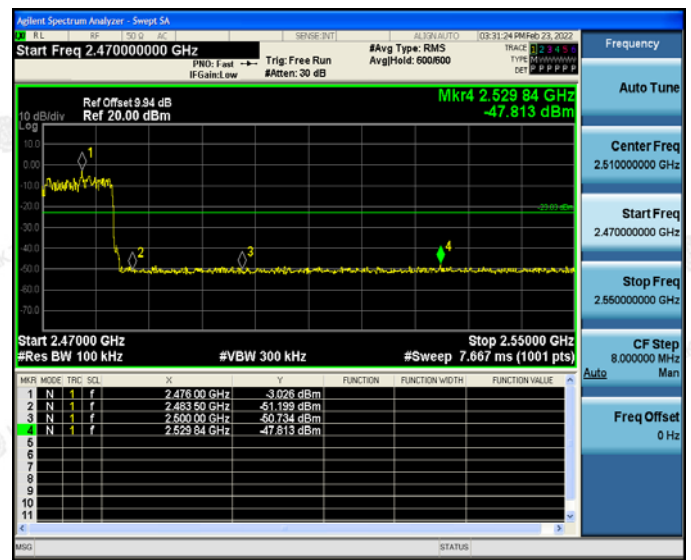 Agilent Spectrum Analyzer - Swept SA
RL RF 50 Ω AC SENSE:INT ALIGNAUTO 03:31:24 PMFeb 23, 2022
Start Freq 2.470000000 GHz
PNO: Fast
IFGain:Low
Trig: Free Run
#Atten: 30 dB
#Avg Type: RMS
Avg|Hold: 600/600
TRACE 1 2 3 4 5 6
TYPE MWWWWW
DET P P P P P P
Mkr4 2.529 84 GHz
-47.813 dBm
Ref Offset 9.94 dB
10 dB/div Ref 20.00 dBm
Log
10.0
0.00
-10.0
-20.0
-30.0
-40.0
-50.0
-60.0
-70.0
1
2
3
4
-23.03 dBm
Start 2.47000 GHz Stop 2.55000 GHz
#Res BW 100 kHz #VBW 300 kHz #Sweep 7.667 ms (1001 pts)
MKR MODE TRC SCL X Y FUNCTION FUNCTION WIDTH FUNCTION VALUE
1 N 1 f 2.476 00 GHz -3.026 dBm
2 N 1 f 2.483 50 GHz -51.199 dBm
3 N 1 f 2.500 00 GHz -50.734 dBm
4 N 1 f 2.529 84 GHz -47.813 dBm
5
6
7
8
9
10
11
MSG STATUS
Frequency
Auto Tune
Center Freq
2.510000000 GHz
Start Freq
2.470000000 GHz
Stop Freq
2.550000000 GHz
CF Step
8.000000 MHz
Auto Man
Freq Offset
0 Hz